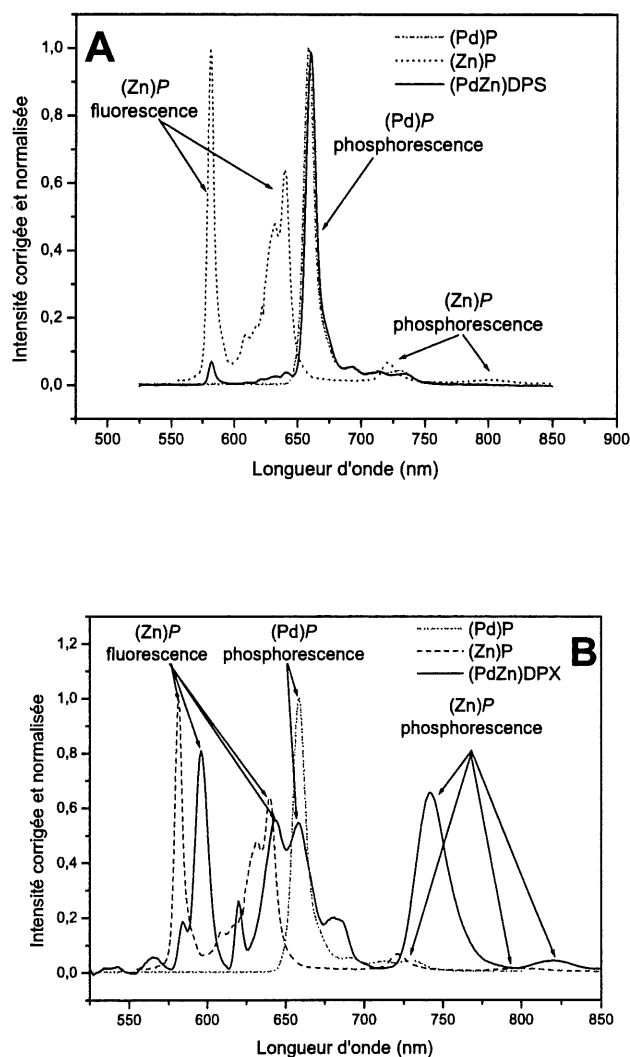 A
(Zn)P
fluorescence
(Pd)P
(Zn)P
(PdZn)DPS
(Pd)P
phosphorescence
(Zn)P
phosphorescence
Intensité corrigée et normalisée
1,0
0,8
0,6
0,4
0,2
0,0
500 550 600 650 700 750 800 850 900
Longueur d'onde (nm)
B
(Zn)P
fluorescence
(Pd)P
phosphorescence
(Pd)P
(Zn)P
(PdZn)DPX
(Zn)P
phosphorescence
Intensité corrigée et normalisée
1,2
1,0
0,8
0,6
0,4
0,2
0,0
550 600 650 700 750 800 850
Longueur d'onde (nm)